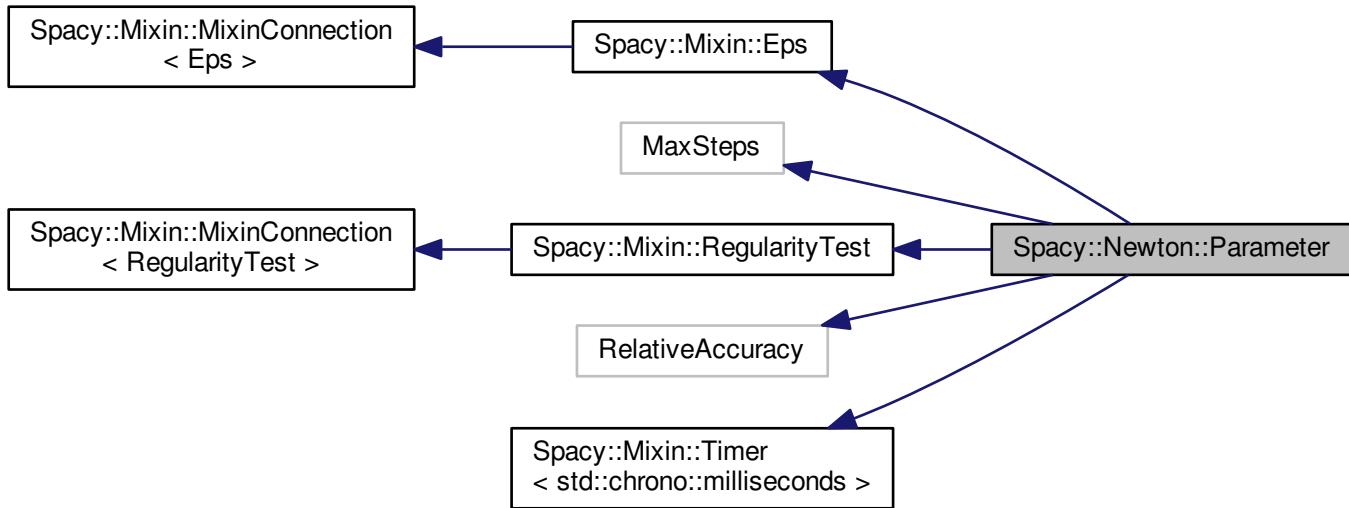 Spacy::Mixin::MixinConnection
< Eps >
Spacy::Mixin::Eps
MaxSteps
Spacy::Mixin::MixinConnection
< RegularityTest >
Spacy::Mixin::RegularityTest
Spacy::Newton::Parameter
RelativeAccuracy
Spacy::Mixin::Timer
< std::chrono::milliseconds >